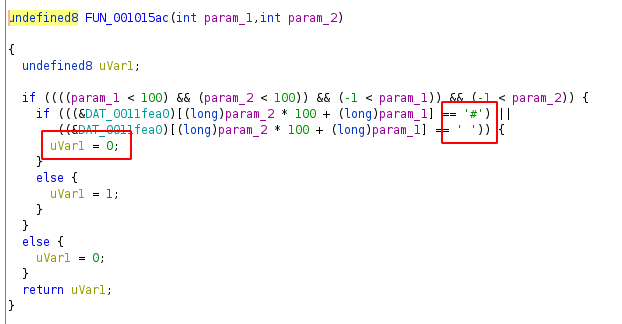 undefined8 FUN_001015ac(int param_1,int param_2)
{
undefined8 uVar1;
if ((((param_1 < 100) && (param_2 < 100)) && (-1 < param_1)) && (-1 < param_2)) {
if (((&DAT_0011fea0)[(long)param_2 * 100 + (long)param_1] == '#') ||
((&DAT_0011fea0)[(long)param_2 * 100 + (long)param_1] == ' ')) {
uVar1 = 0;
}
else {
uVar1 = 1;
}
}
else {
uVar1 = 0;
}
return uVar1;
}